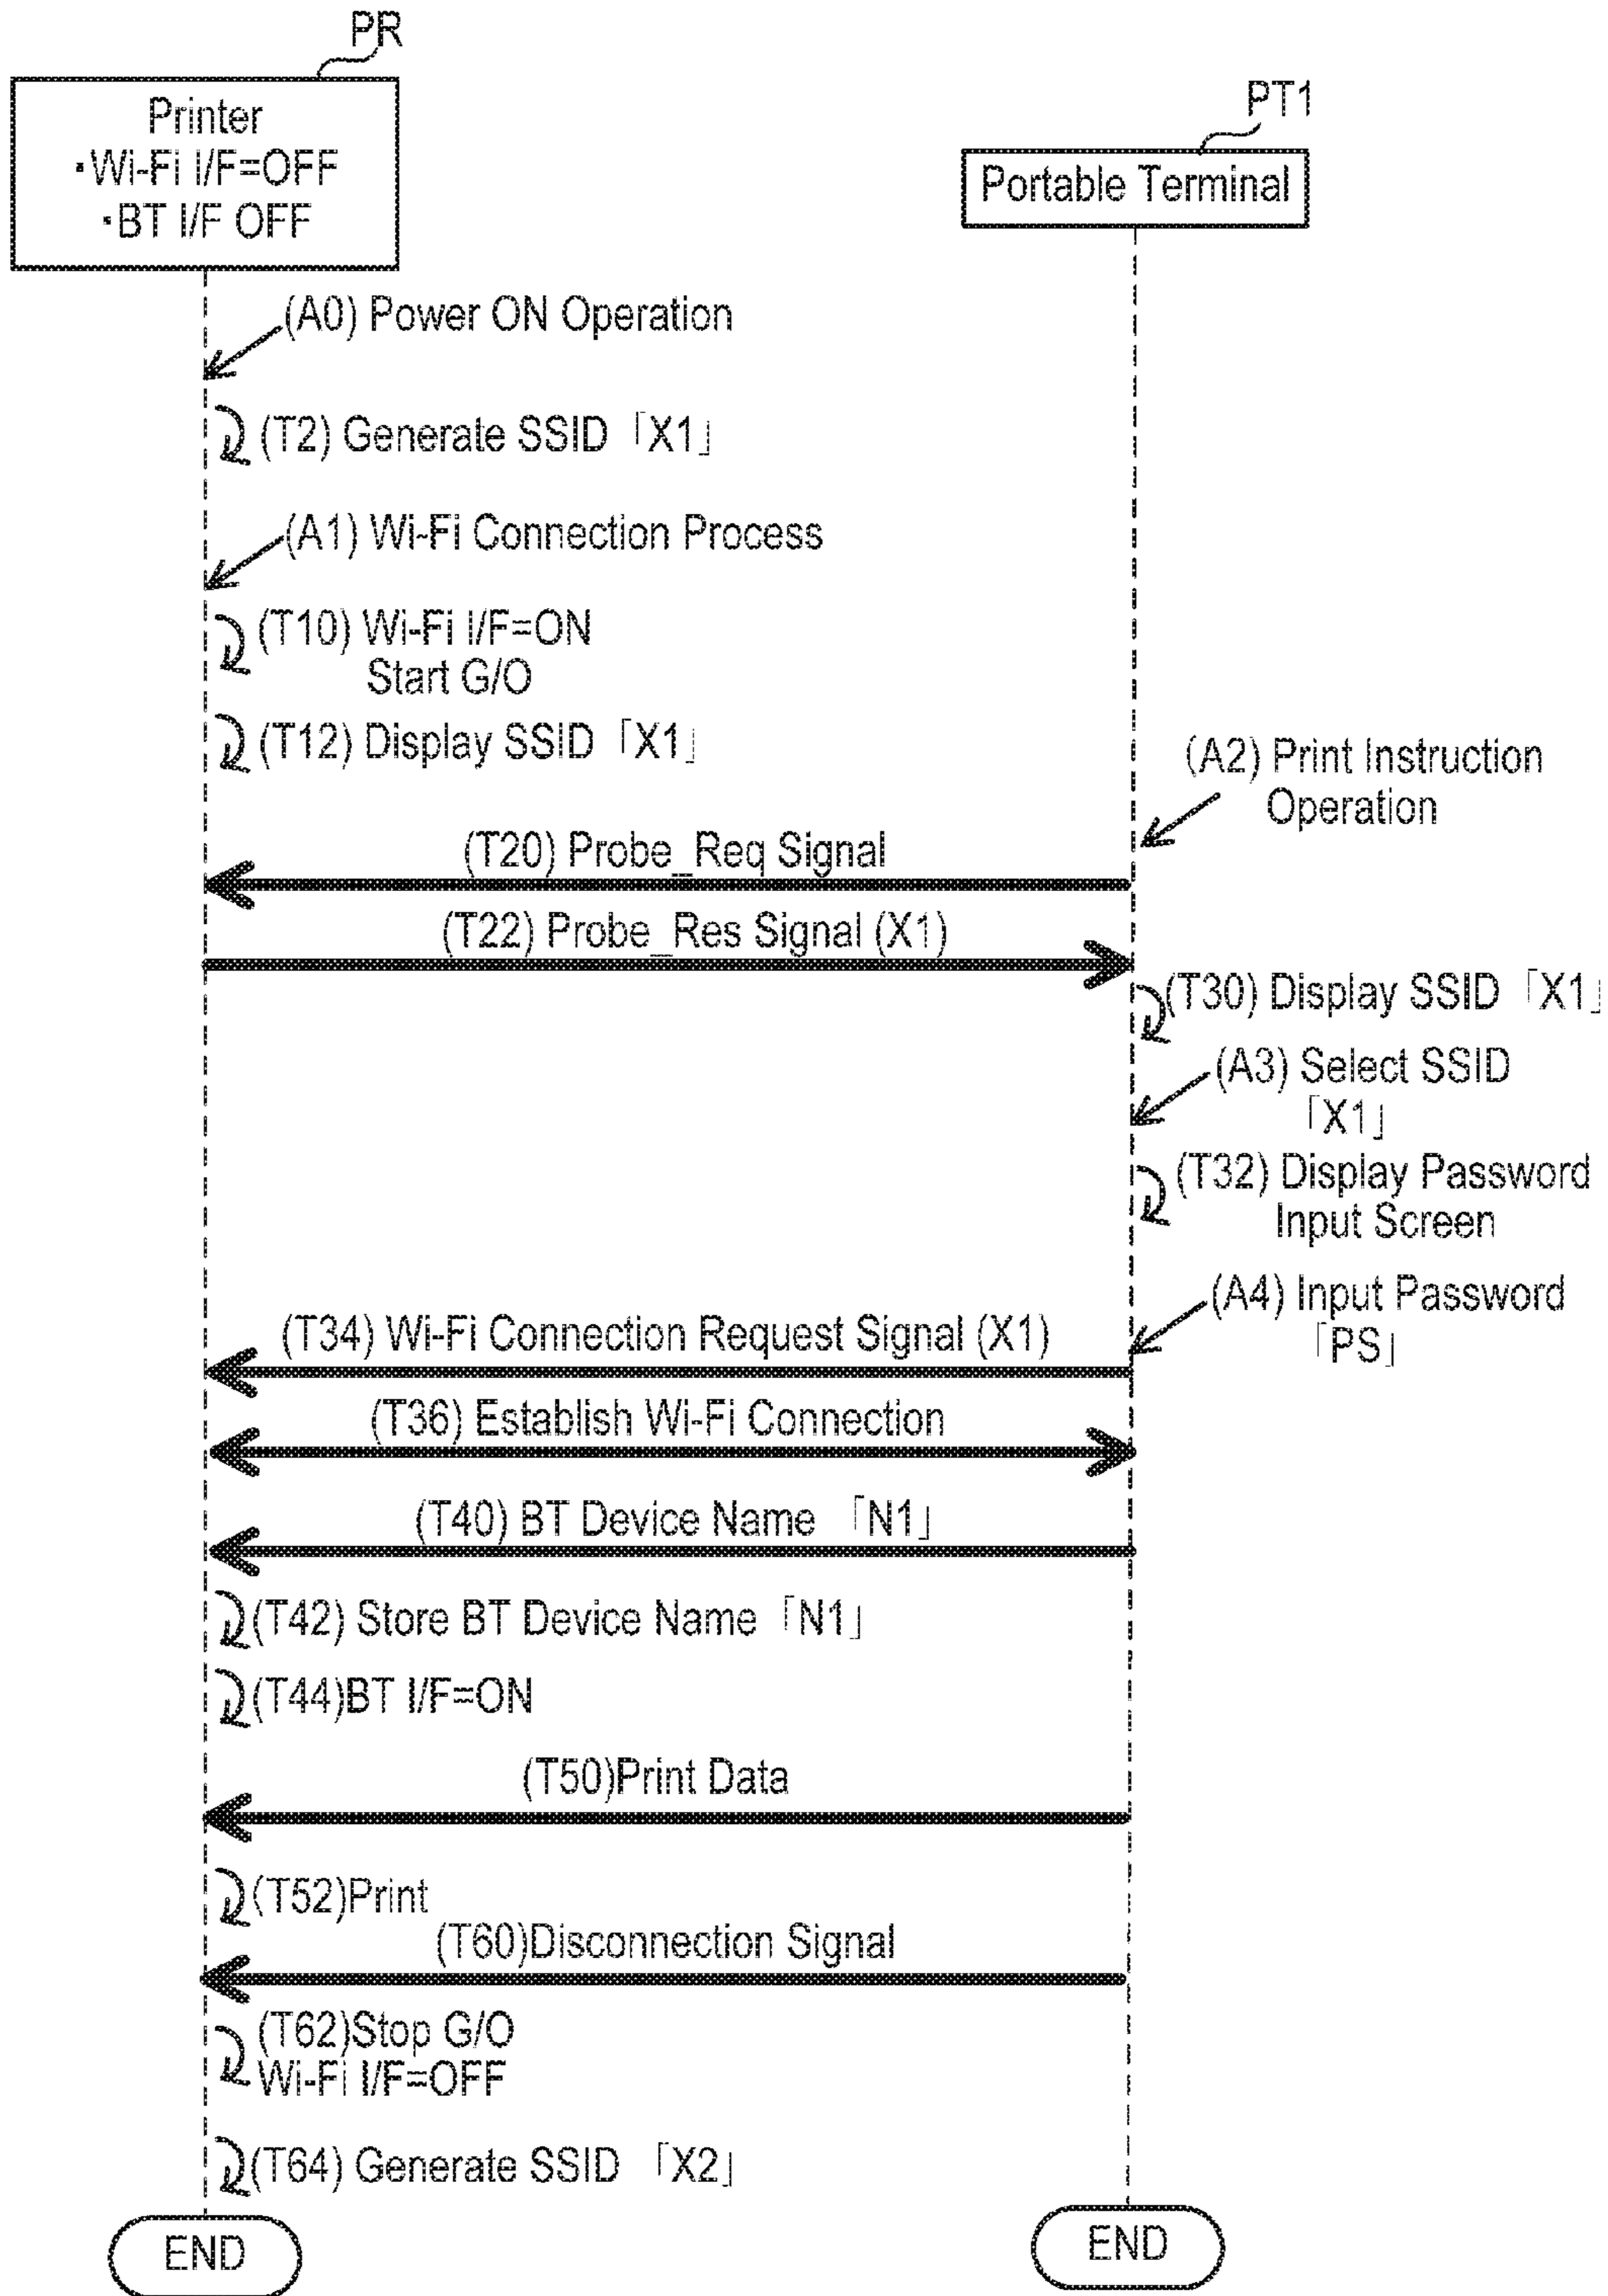 PR
Printer
・Wi-Fi I/F=OFF
・BT I/F OFF
PT1
Portable Terminal
(A0) Power ON Operation
(T2) Generate SSID「X1」
(A1) Wi-Fi Connection Process
(T10) Wi-Fi I/F=ON
Start G/O
(T12) Display SSID「X1」
(A2) Print Instruction
Operation
(T20) Probe_Req Signal
(T22) Probe_Res Signal (X1)
(T30) Display SSID「X1」
(A3) Select SSID
「X1」
(T32) Display Password
Input Screen
(A4) Input Password
「PS」
(T34) Wi-Fi Connection Request Signal (X1)
(T36) Establish Wi-Fi Connection
(T40) BT Device Name 「N1」
(T42) Store BT Device Name「N1」
(T44)BT I/F=ON
(T50)Print Data
(T52)Print
(T60)Disconnection Signal
(T62)Stop G/O
Wi-Fi I/F=OFF
(T64) Generate SSID 「X2」
END
END